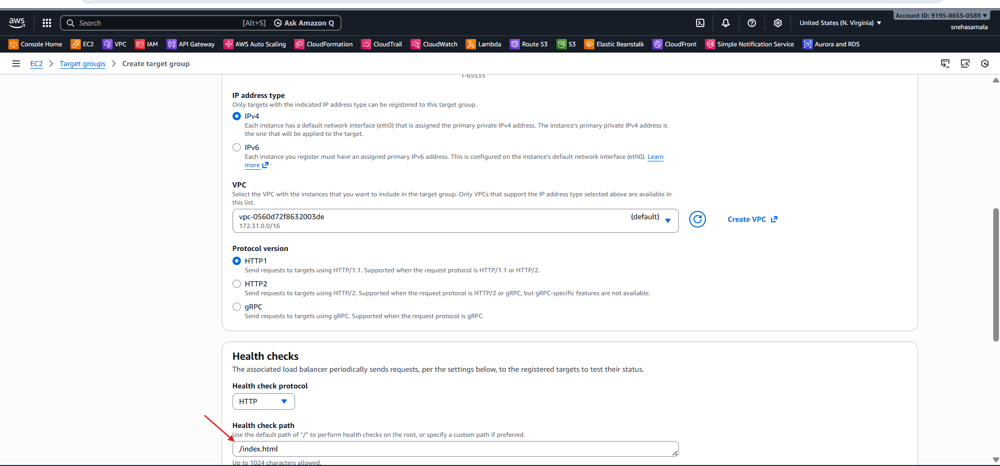 aws
Search [Alt+S] Ask Amazon Q
United States (N. Virginia)
Account ID: 9195-8655-0589
snehasamala
Console Home EC2 VPC IAM API Gateway AWS Auto Scaling CloudFormation CloudTrail CloudWatch Lambda Route 53 S3 Elastic Beanstalk CloudFront Simple Notification Service Aurora and RDS
EC2 Target groups Create target group
1-65535
IP address type
Only targets with the indicated IP address type can be registered to this target group.
IPv4
Each instance has a default network interface (eth0) that is assigned the primary private IPv4 address. The instance's primary private IPv4 address is
the one that will be applied to the target.
IPv6
Each instance you register must have an assigned primary IPv6 address. This is configured on the instance's default network interface (eth0). Learn
more
VPC
Select the VPC with the instances that you want to include in the target group. Only VPCs that support the IP address type selected above are available in
this list.
vpc-0560d72f8632003de (default)
172.31.0.0/16
Create VPC
Protocol version
HTTP1
Send requests to targets using HTTP/1.1. Supported when the request protocol is HTTP/1.1 or HTTP/2.
HTTP2
Send requests to targets using HTTP/2. Supported when the request protocol is HTTP/2 or gRPC, but gRPC-specific features are not available.
gRPC
Send requests to targets using gRPC. Supported when the request protocol is gRPC.
Health checks
The associated load balancer periodically sends requests, per the settings below, to the registered targets to test their status.
Health check protocol
HTTP
Health check path
Use the default path of "/" to perform health checks on the root, or specify a custom path if preferred.
/index.html
Up to 1024 characters allowed.